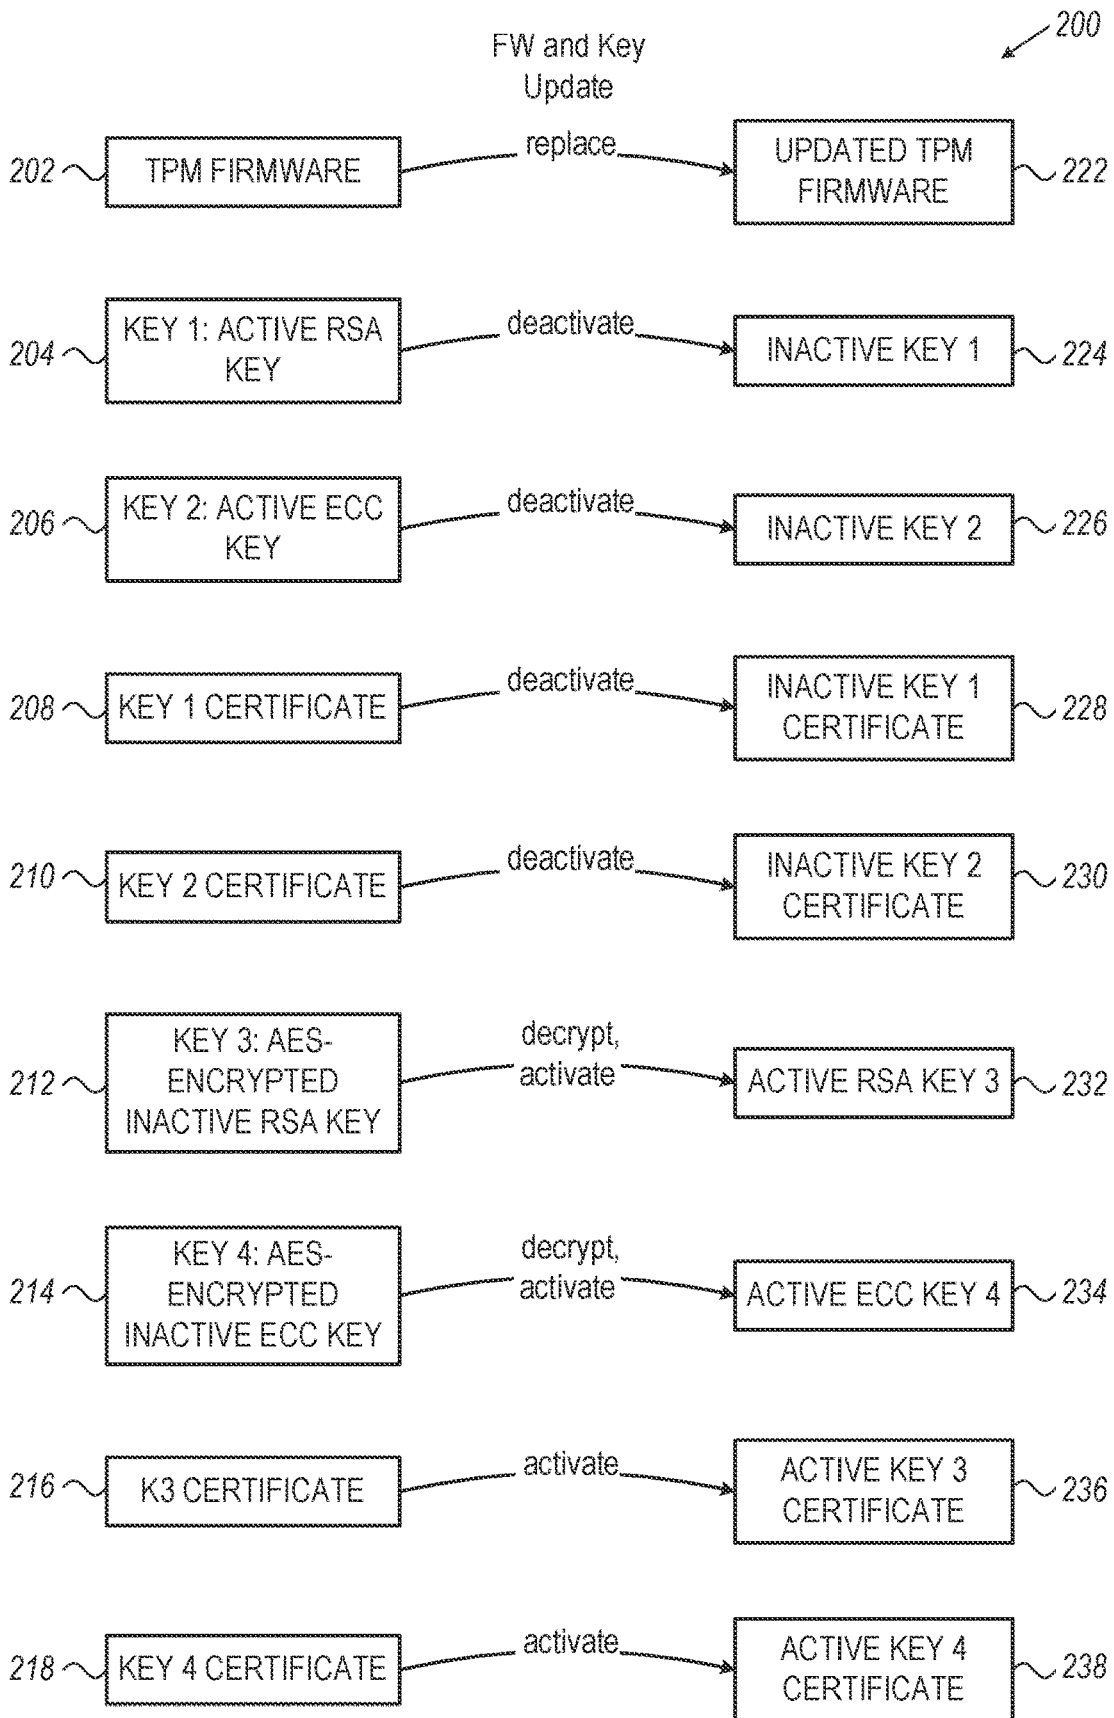 200
FW and Key
Update
202
TPM FIRMWARE
replace
UPDATED TPM
FIRMWARE
222
204
KEY 1: ACTIVE RSA
KEY
deactivate
INACTIVE KEY 1
224
206
KEY 2: ACTIVE ECC
KEY
deactivate
INACTIVE KEY 2
226
208
KEY 1 CERTIFICATE
deactivate
INACTIVE KEY 1
CERTIFICATE
228
210
KEY 2 CERTIFICATE
deactivate
INACTIVE KEY 2
CERTIFICATE
230
212
KEY 3: AES-
ENCRYPTED
INACTIVE RSA KEY
decrypt,
activate
ACTIVE RSA KEY 3
232
214
KEY 4: AES-
ENCRYPTED
INACTIVE ECC KEY
decrypt,
activate
ACTIVE ECC KEY 4
234
216
K3 CERTIFICATE
activate
ACTIVE KEY 3
CERTIFICATE
236
218
KEY 4 CERTIFICATE
activate
ACTIVE KEY 4
CERTIFICATE
238